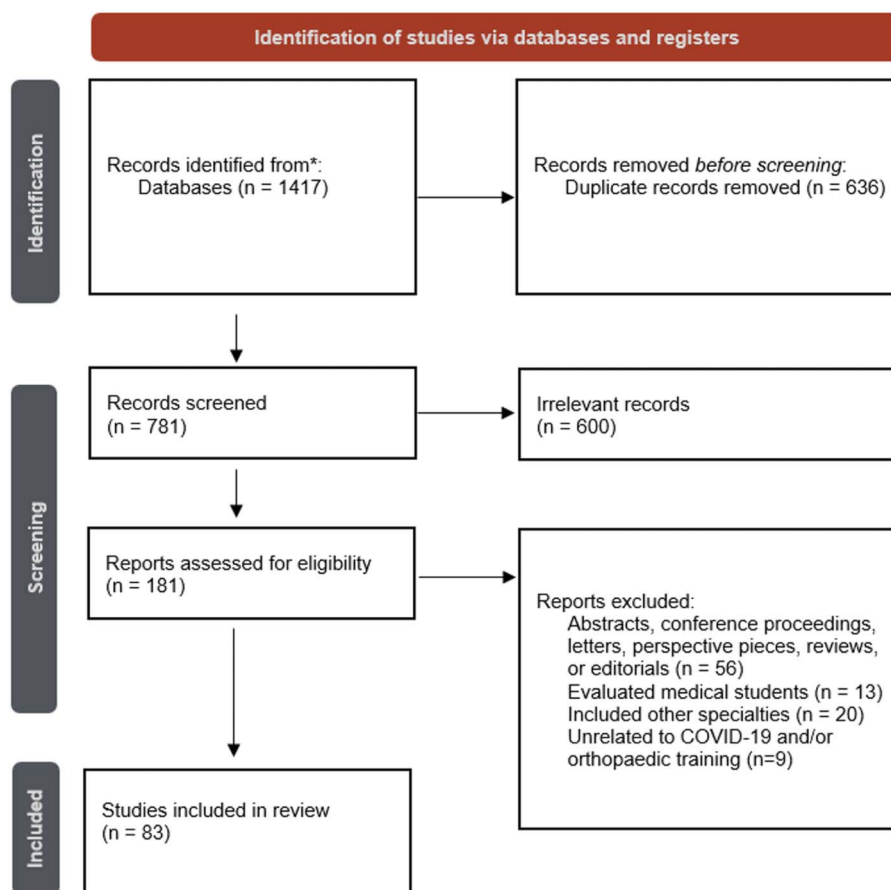 Identification of studies via databases and registers
Identification
Records identified from*:
Databases (n = 1417)
Records removed before screening:
Duplicate records removed (n = 636)
Screening
Records screened
(n = 781)
Irrelevant records
(n = 600)
Reports assessed for eligibility
(n = 181)
Reports excluded:
Abstracts, conference proceedings,
letters, perspective pieces, reviews,
or editorials (n = 56)
Evaluated medical students (n = 13)
Included other specialties (n = 20)
Unrelated to COVID-19 and/or
orthopaedic training (n=9)
Included
Studies included in review
(n = 83)